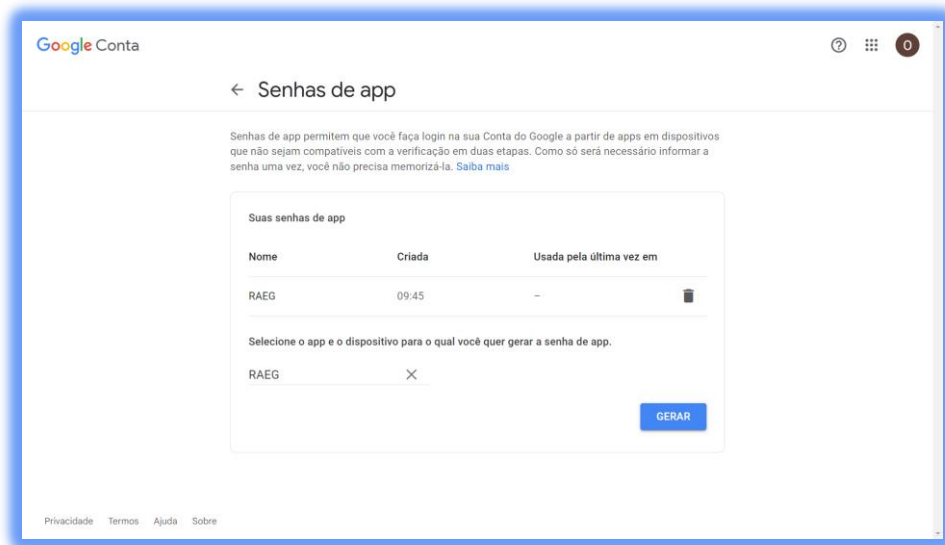 Google Conta
O
Senhas de app
Senhas de app permitem que você faça login na sua Conta do Google a partir de apps em dispositivos
que não sejam compatíveis com a verificação em duas etapas. Como só será necessário informar a
senha uma vez, você não precisa memorizá-la. Saiba mais
Suas senhas de app
Nome Criada Usada pela última vez em
RAEG 09:45 –
Selecione o app e o dispositivo para o qual você quer gerar a senha de app.
RAEG
GERAR
Privacidade Termos Ajuda Sobre